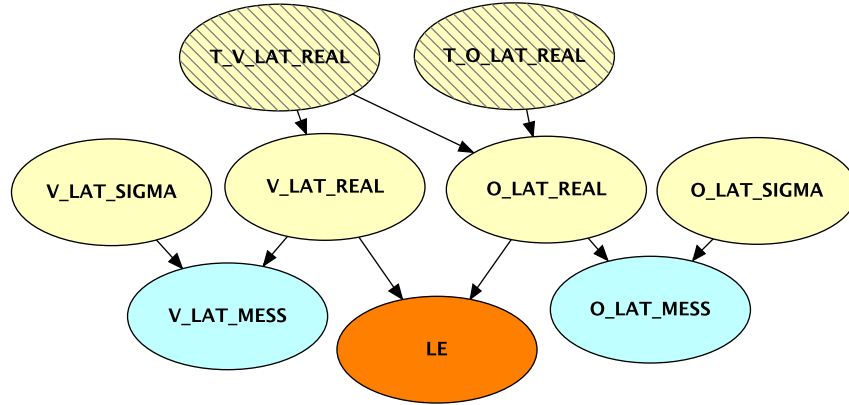 T_V_LAT_REAL
T_O_LAT_REAL
V_LAT_SIGMA
V_LAT_REAL
O_LAT_REAL
O_LAT_SIGMA
V_LAT_MESS
LE
O_LAT_MESS